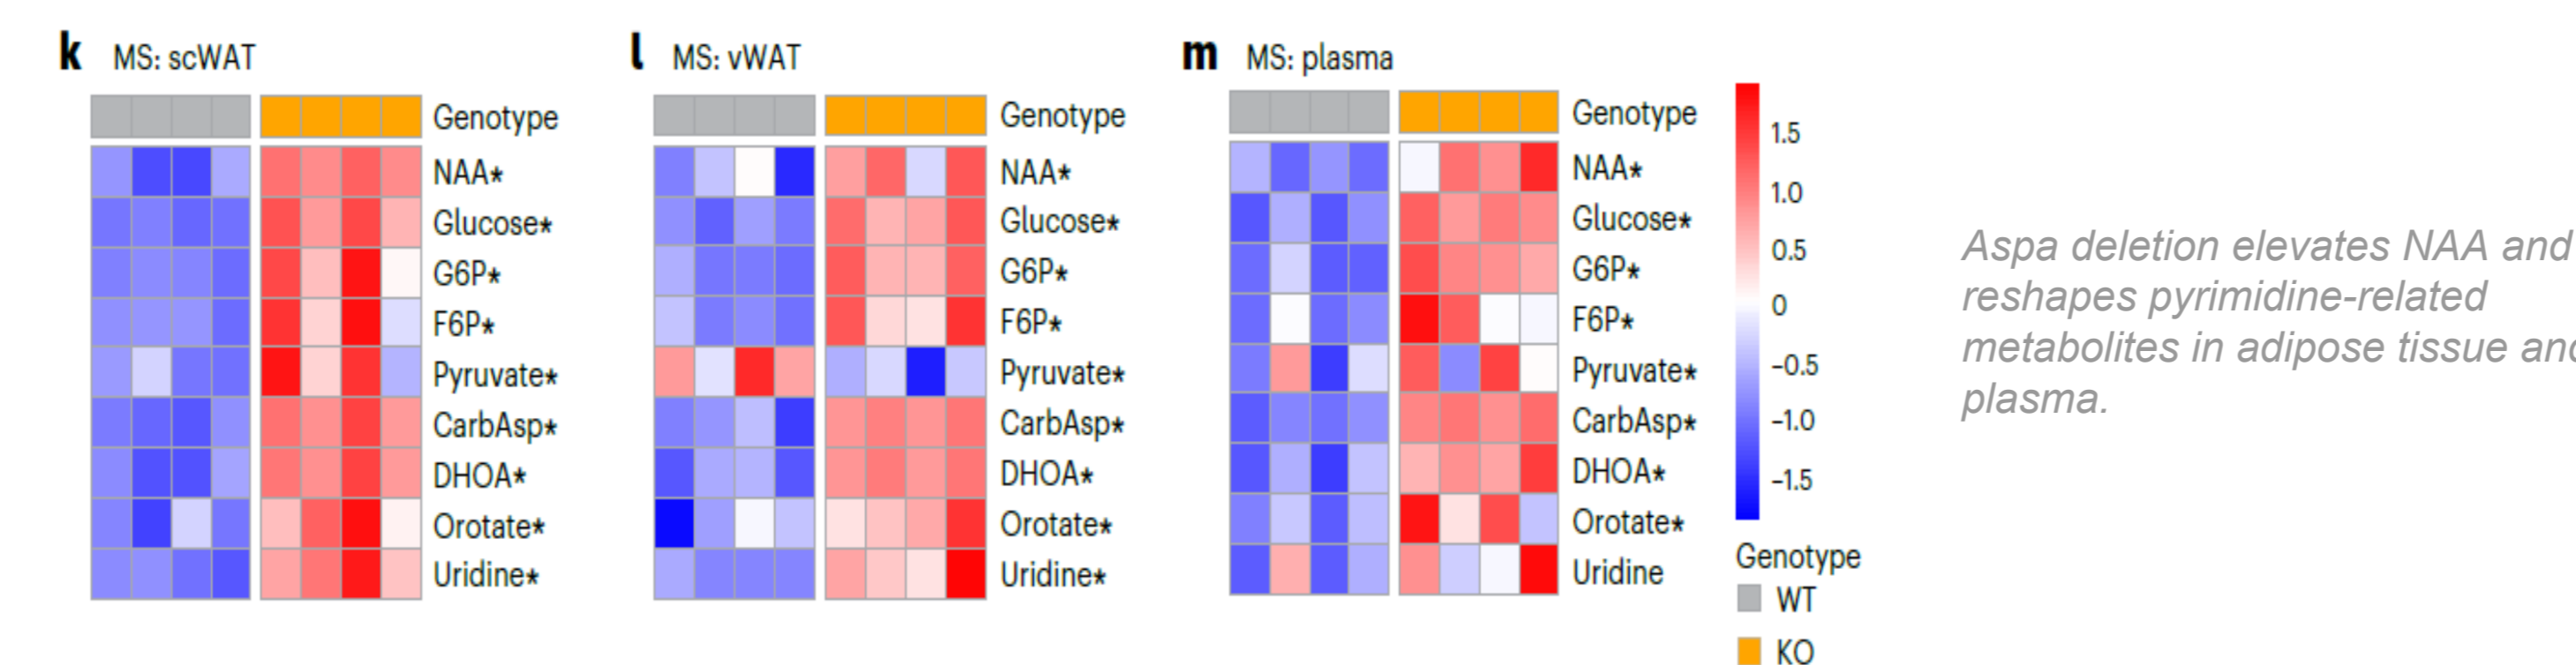 k MS: scWAT
Genotype
NAA*
Glucose*
G6P*
F6P*
Pyruvate*
CarbAsp*
DHOA*
Orotate*
Uridine*
l MS: vWAT
Genotype
NAA*
Glucose*
G6P*
F6P*
Pyruvate*
CarbAsp*
DHOA*
Orotate*
Uridine*
m MS: plasma
Genotype
NAA*
Glucose*
G6P*
F6P*
Pyruvate*
CarbAsp*
DHOA*
Orotate*
Uridine
1.5
1.0
0.5
0
−0.5
−1.0
−1.5
Genotype
WT
KO
Aspa deletion elevates NAA and
reshapes pyrimidine-related
metabolites in adipose tissue and
plasma.